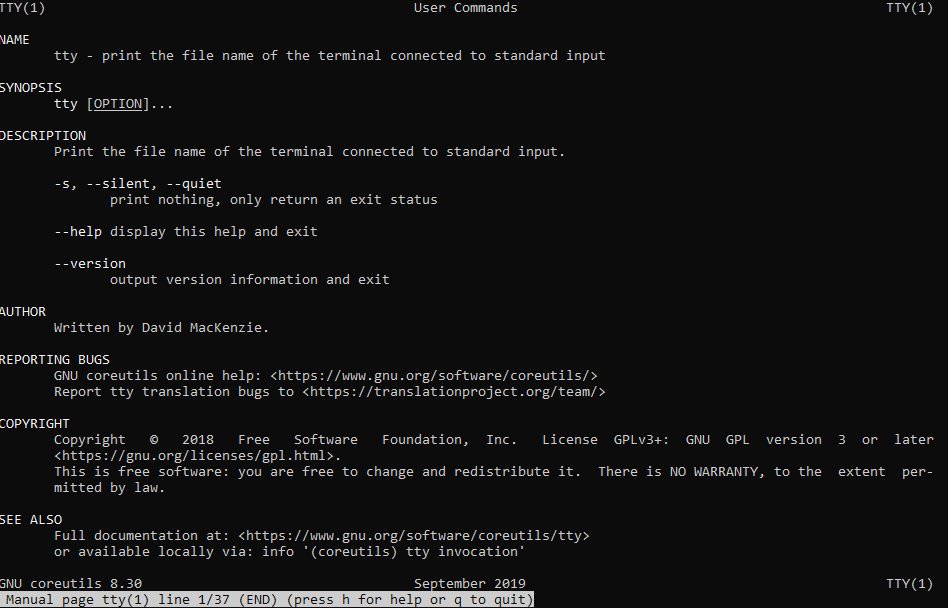 TTY(1) User Commands TTY(1)
NAME
tty - print the file name of the terminal connected to standard input
SYNOPSIS
tty [OPTION]...
DESCRIPTION
Print the file name of the terminal connected to standard input.
-s, --silent, --quiet
print nothing, only return an exit status
--help display this help and exit
--version
output version information and exit
AUTHOR
Written by David MacKenzie.
REPORTING BUGS
GNU coreutils online help: <https://www.gnu.org/software/coreutils/>
Report tty translation bugs to <https://translationproject.org/team/>
COPYRIGHT
Copyright © 2018 Free Software Foundation, Inc. License GPLv3+: GNU GPL version 3 or later
<https://gnu.org/licenses/gpl.html>.
This is free software: you are free to change and redistribute it. There is NO WARRANTY, to the extent per-
mitted by law.
SEE ALSO
Full documentation at: <https://www.gnu.org/software/coreutils/tty>
or available locally via: info '(coreutils) tty invocation'
GNU coreutils 8.30 September 2019 TTY(1)
Manual page tty(1) line 1/37 (END) (press h for help or q to quit)